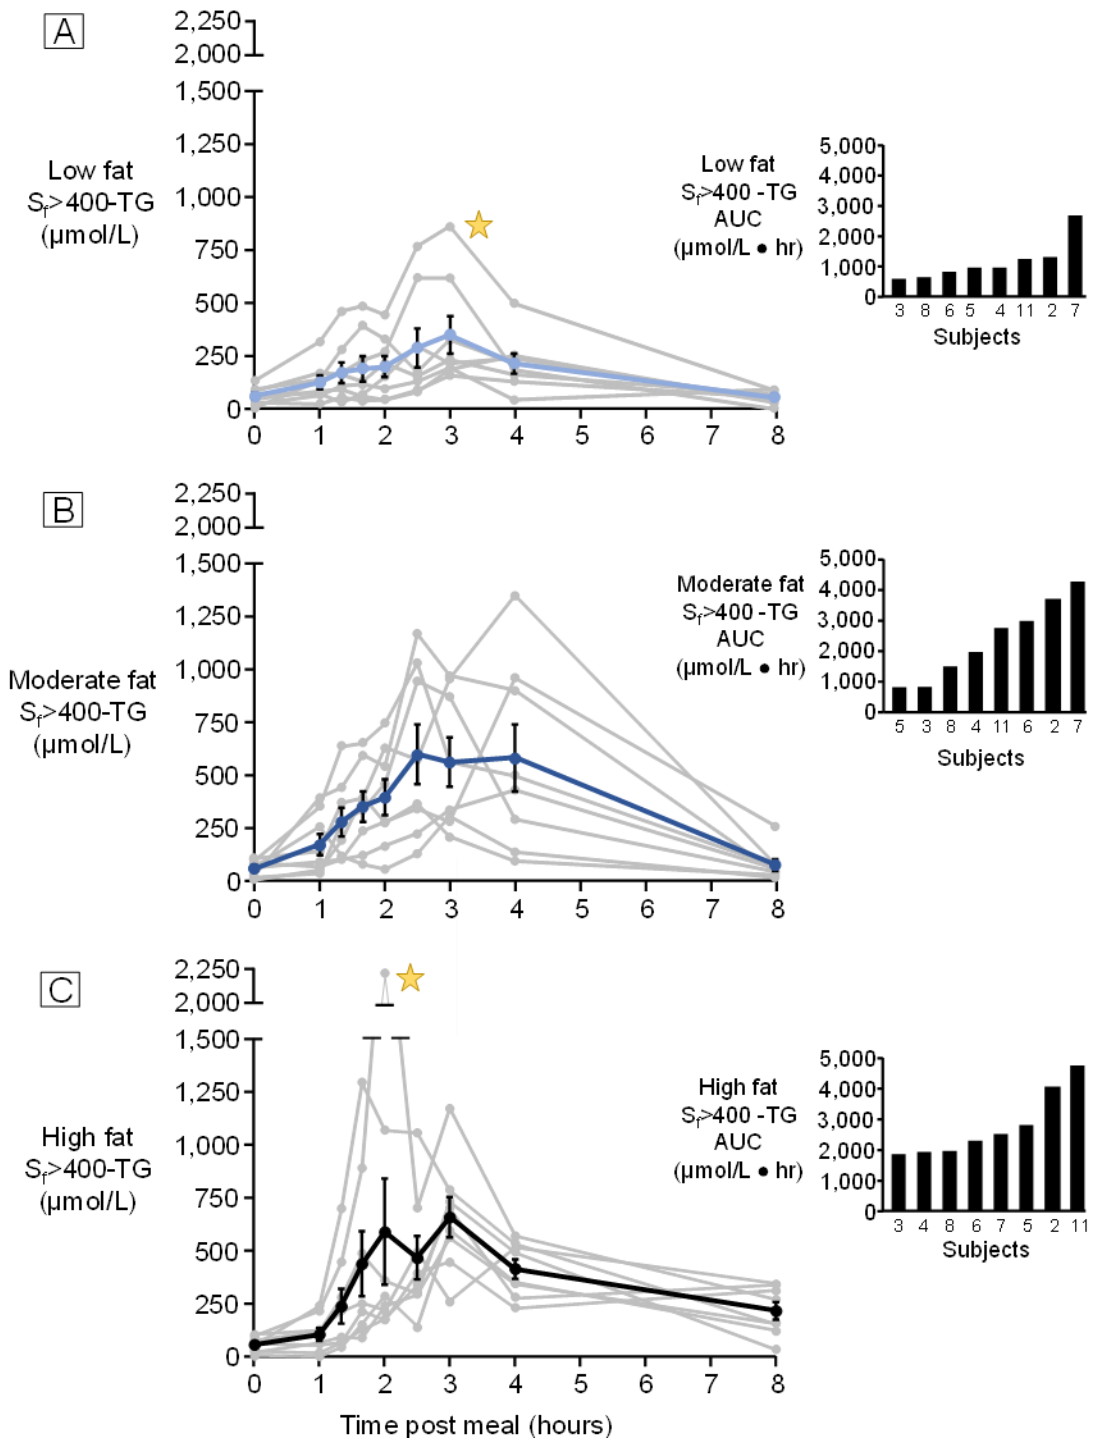 A
2,250
2,000
1,500
1,250
1,000
750
500
250
0
Low fat
Sf>400-TG
(µmol/L)
0 1 2 3 4 5 6 7 8
Low fat
Sf>400 -TG
AUC
(µmol/L • hr)
5,000
4,000
3,000
2,000
1,000
0
3 8 6 5 4 11 2 7
Subjects
B
2,250
2,000
1,500
1,250
1,000
750
500
250
0
Moderate fat
Sf>400-TG
(µmol/L)
0 1 2 3 4 5 6 7 8
Moderate fat
Sf>400 -TG
AUC
(µmol/L • hr)
5,000
4,000
3,000
2,000
1,000
0
5 3 8 4 11 6 2 7
Subjects
C
2,250
2,000
1,500
1,250
1,000
750
500
250
0
High fat
Sf>400-TG
(µmol/L)
0 1 2 3 4 5 6 7 8
Time post meal (hours)
High fat
Sf>400 -TG
AUC
(µmol/L • hr)
5,000
4,000
3,000
2,000
1,000
0
3 4 8 6 7 5 2 11
Subjects